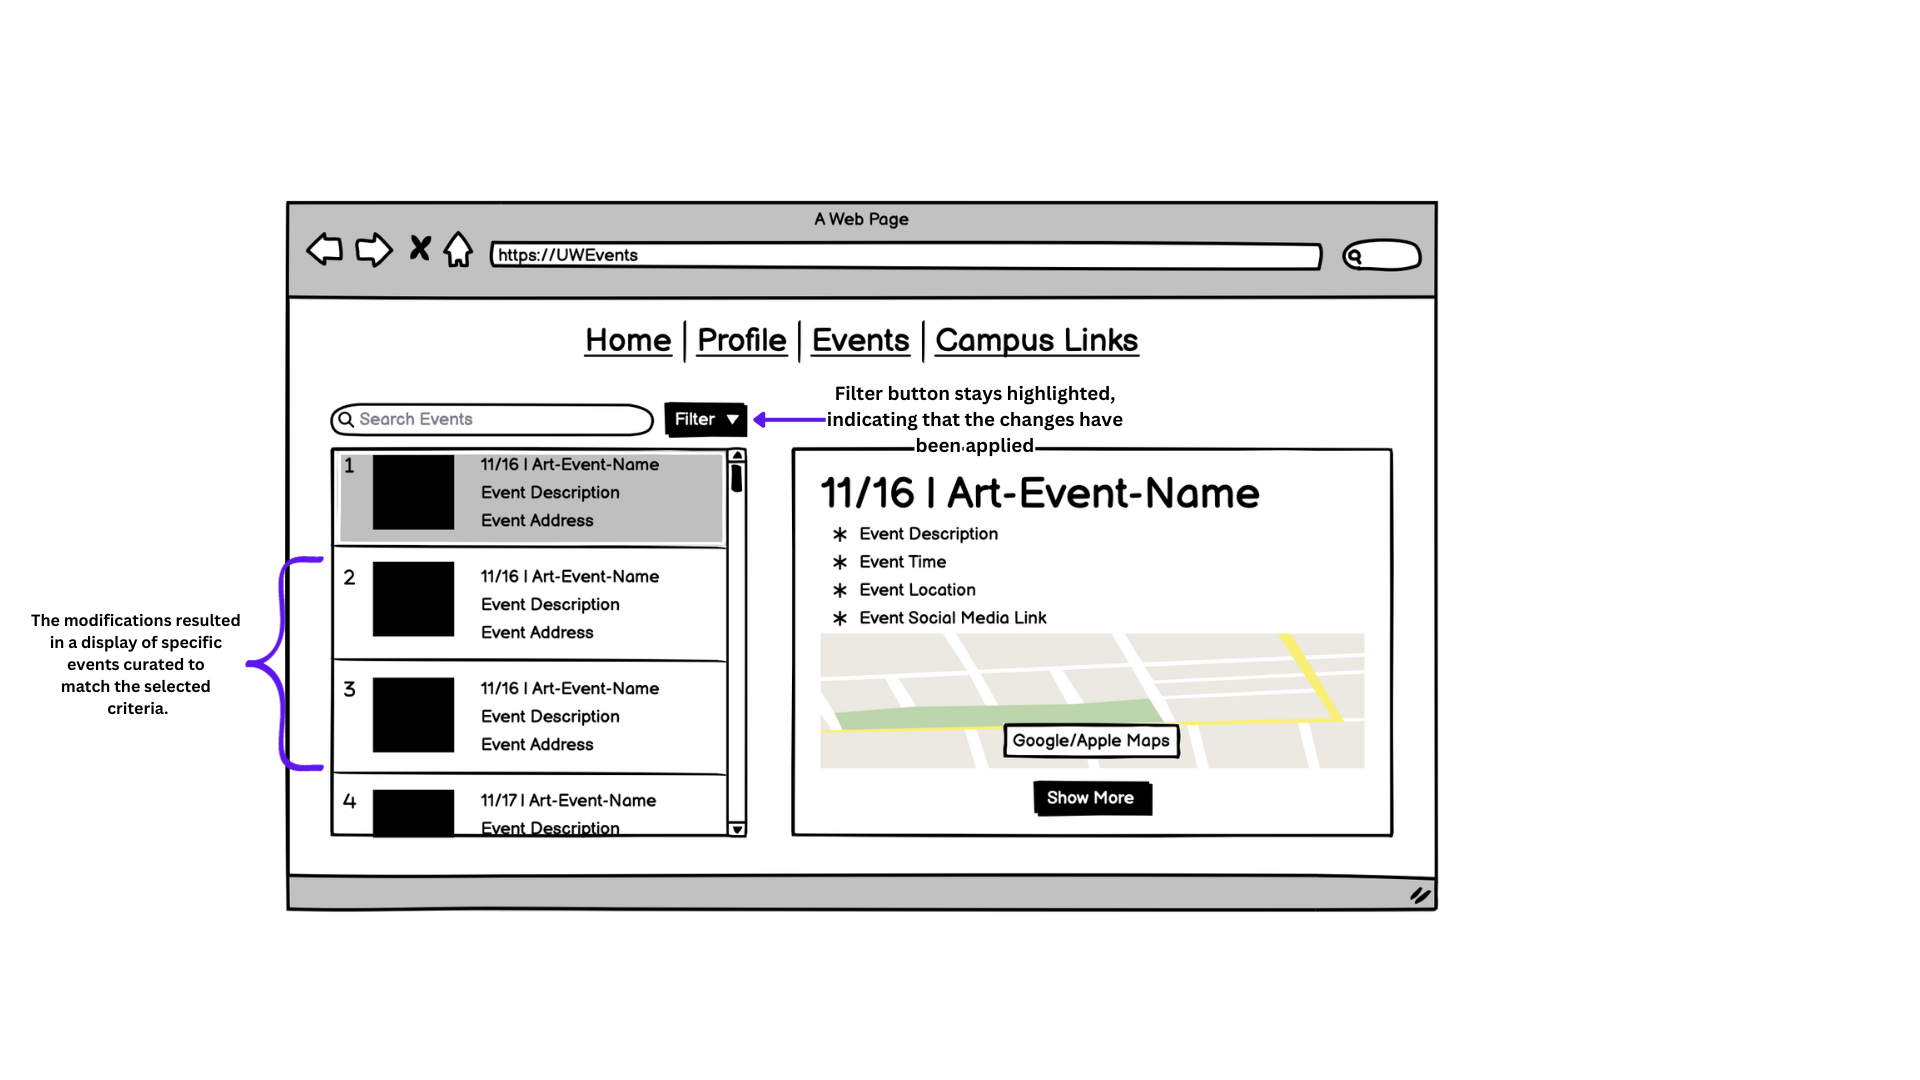 A Web Page
https://UWEvents
Home | Profile | Events | Campus Links
Search Events
Filter ▼
Filter button stays highlighted,
indicating that the changes have
been applied
1
11/16 | Art-Event-Name
Event Description
Event Address
2
11/16 | Art-Event-Name
Event Description
Event Address
3
11/16 | Art-Event-Name
Event Description
Event Address
4
11/17 | Art-Event-Name
Event Description
The modifications resulted
in a display of specific
events curated to
match the selected
criteria.
11/16 | Art-Event-Name
* Event Description
* Event Time
* Event Location
* Event Social Media Link
Google/Apple Maps
Show More